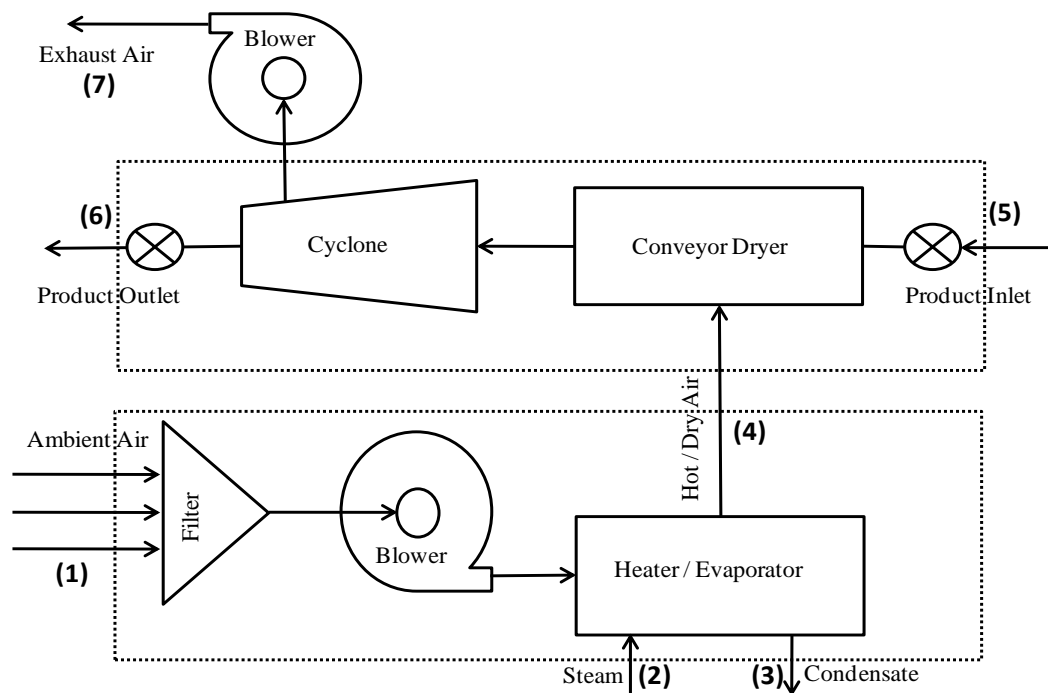 Blower
Exhaust Air
(7)
(6)
(5)
Cyclone
Conveyor Dryer
Product Outlet
Product Inlet
Hot / Dry Air
(4)
Ambient Air
Filter
(1)
Blower
Heater / Evaporator
Steam
(2)
(3)
Condensate